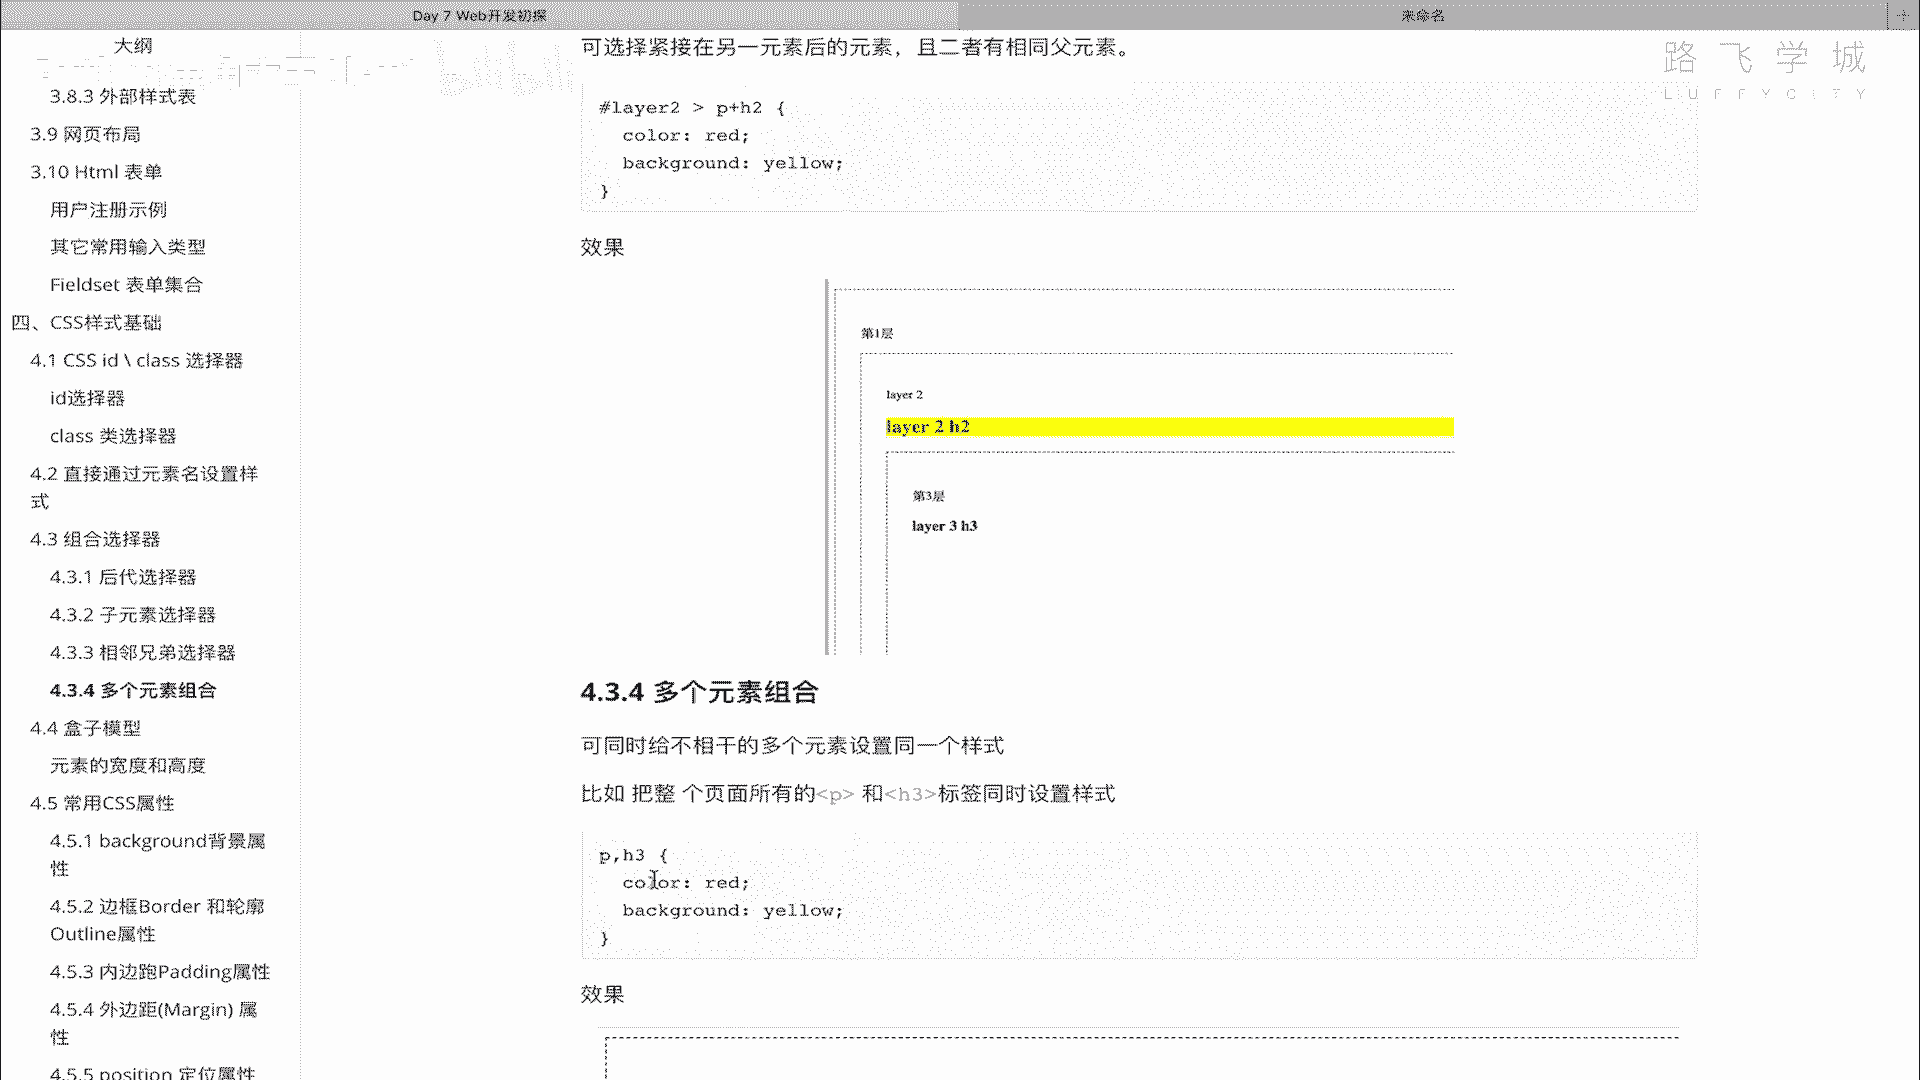 Day 7 Web开发初探
未命名
大纲
3.8.3 外部样式表
3.9 网页布局
3.10 Html 表单
用户注册示例
其它常用输入类型
Fieldset 表单集合
四、CSS样式基础
4.1 CSS id \ class 选择器
id选择器
class 类选择器
4.2 直接通过元素名设置样
式
4.3 组合选择器
4.3.1 后代选择器
4.3.2 子元素选择器
4.3.3 相邻兄弟选择器
4.3.4 多个元素组合
4.4 盒子模型
元素的宽度和高度
4.5 常用CSS属性
4.5.1 background背景属
性
4.5.2 边框Border 和轮廓
Outline属性
4.5.3 内边跑Padding属性
4.5.4 外边距(Margin) 属
性
4.5.5 position 定位属性
bilibili
路飞学城
LUFFYCITY
可选择紧接在另一元素后的元素，且二者有相同父元素。
#layer2 > p+h2 {
color: red;
background: yellow;
}
效果
第1层
layer 2
layer 2 h2
第3层
layer 3 h3
4.3.4 多个元素组合
可同时给不相干的多个元素设置同一个样式
比如 把整 个页面所有的<p> 和<h3>标签同时设置样式
p,h3 {
color: red;
background: yellow;
}
效果